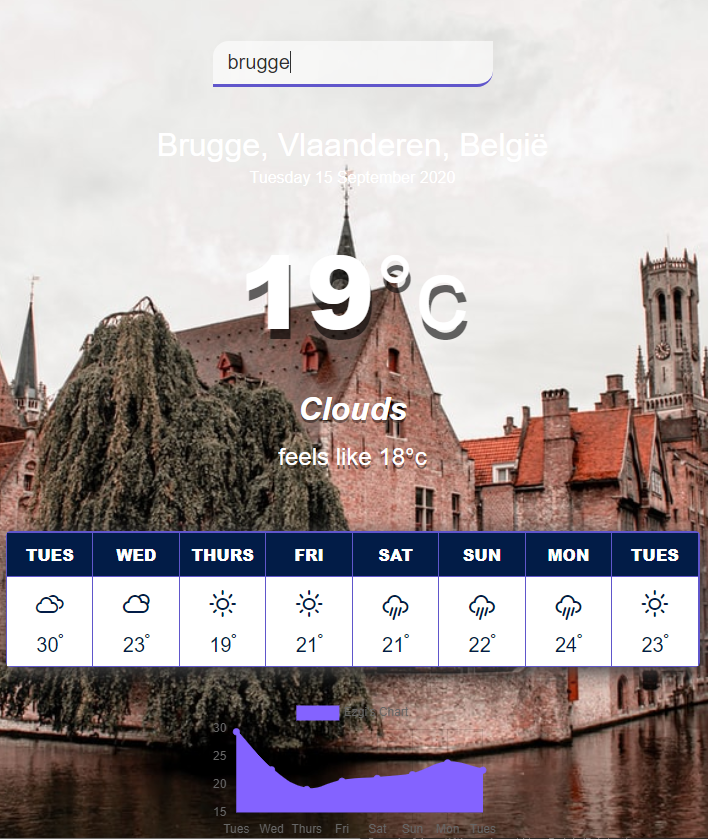 brugge
Brugge, Vlaanderen, België
Tuesday 15 September 2020
19°c
Clouds
feels like 18°c
TUES WED THURS FRI SAT SUN MON TUES
30° 23° 19° 21° 21° 22° 24° 23°
Chart
30
25
20
15
Tues Wed Thurs Fri Sat Sun Mon Tues